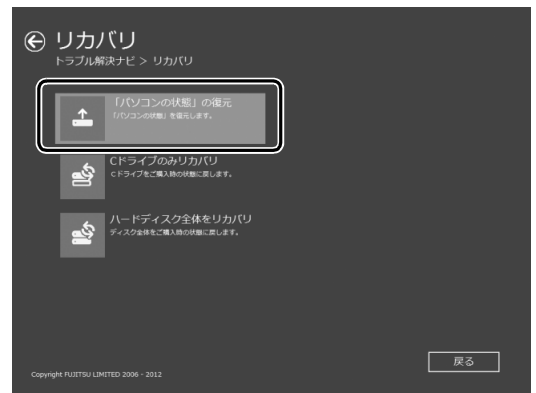 リカバリ
トラブル解決ナビ > リカバリ
「パソコンの状態」の復元
「パソコンの状態」を復元します。
Cドライブのみリカバリ
Cドライブをご購入時の状態に戻します。
ハードディスク全体をリカバリ
ディスク全体をご購入時の状態に戻します。
戻る
Copyright FUJITSU LIMITED 2006 - 2012